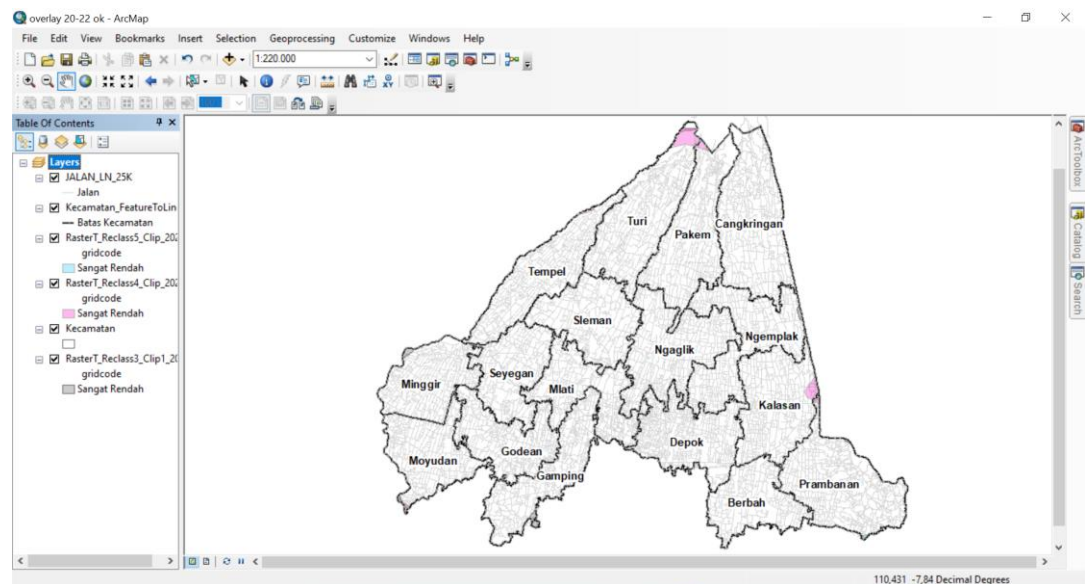 overlay 20-22 ok - ArcMap
File Edit View Bookmarks Insert Selection Geoprocessing Customize Windows Help
1:220.000
Table Of Contents
Layers
JALAN_LN_25K
Jalan
Kecamatan_FeatureToLin
Batas Kecamatan
RasterT_Reclass5_Clip_202
gridcode
Sangat Rendah
RasterT_Reclass4_Clip_202
gridcode
Sangat Rendah
Kecamatan
RasterT_Reclass3_Clip1_20
gridcode
Sangat Rendah
Turi
Pakem
Cangkringan
Tempel
Sleman
Ngemplak
Ngaglik
Seyegan
Minggir
Mlati
Kalasan
Depok
Godean
Moyudan
Gamping
Prambanan
Berbah
ArcToolbox
Catalog
Search
110,431 -7,84 Decimal Degrees